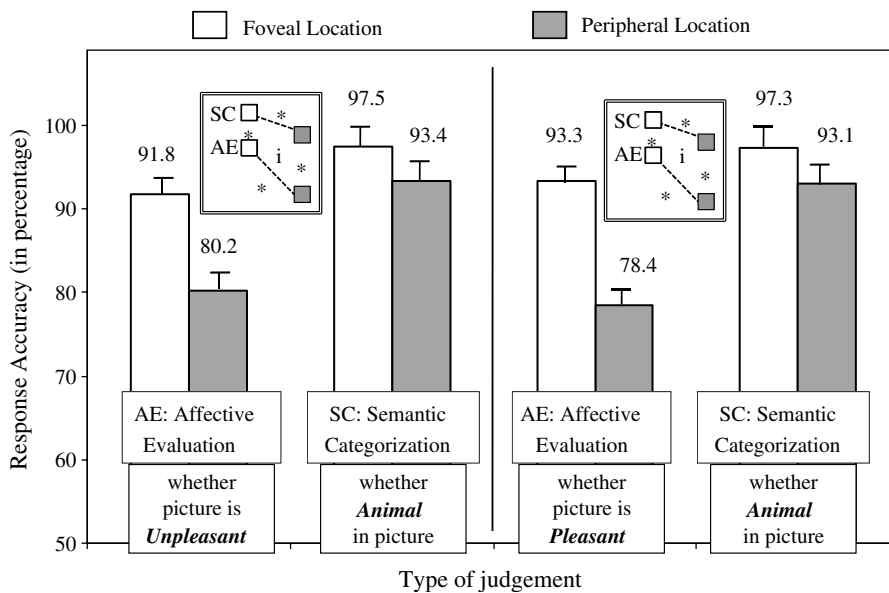 Foveal Location
Peripheral Location
Response Accuracy (in percentage)
100
90
80
70
60
50
91.8
80.2
97.5
93.4
93.3
78.4
97.3
93.1
SC
*
*
AE
i
*
*
SC
*
*
AE
i
*
*
AE: Affective
Evaluation
SC: Semantic
Categorization
AE: Affective
Evaluation
SC: Semantic
Categorization
whether
picture is
Unpleasant
whether
Animal
in picture
whether
picture is
Pleasant
whether
Animal
in picture
Type of judgement